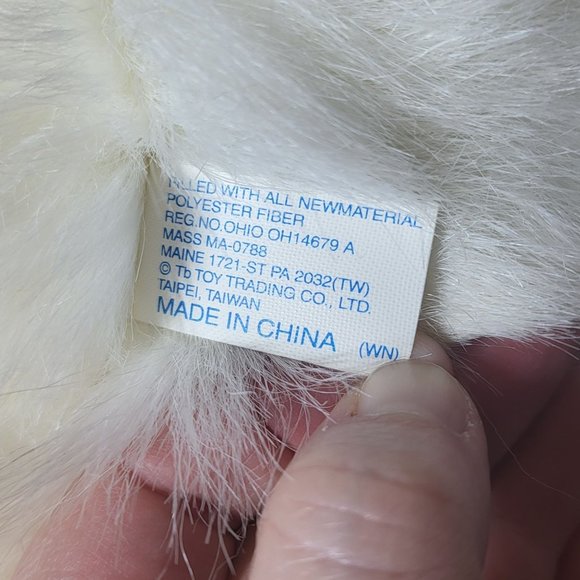 FILLED WITH ALL NEWMATERIAL
POLYESTER FIBER
REG.NO.OHIO OH14679 A
MASS MA-0788
MAINE 1721-ST PA 2032(TW)
© Tb TOY TRADING CO., LTD.
TAIPEI, TAIWAN
MADE IN CHINA (WN)